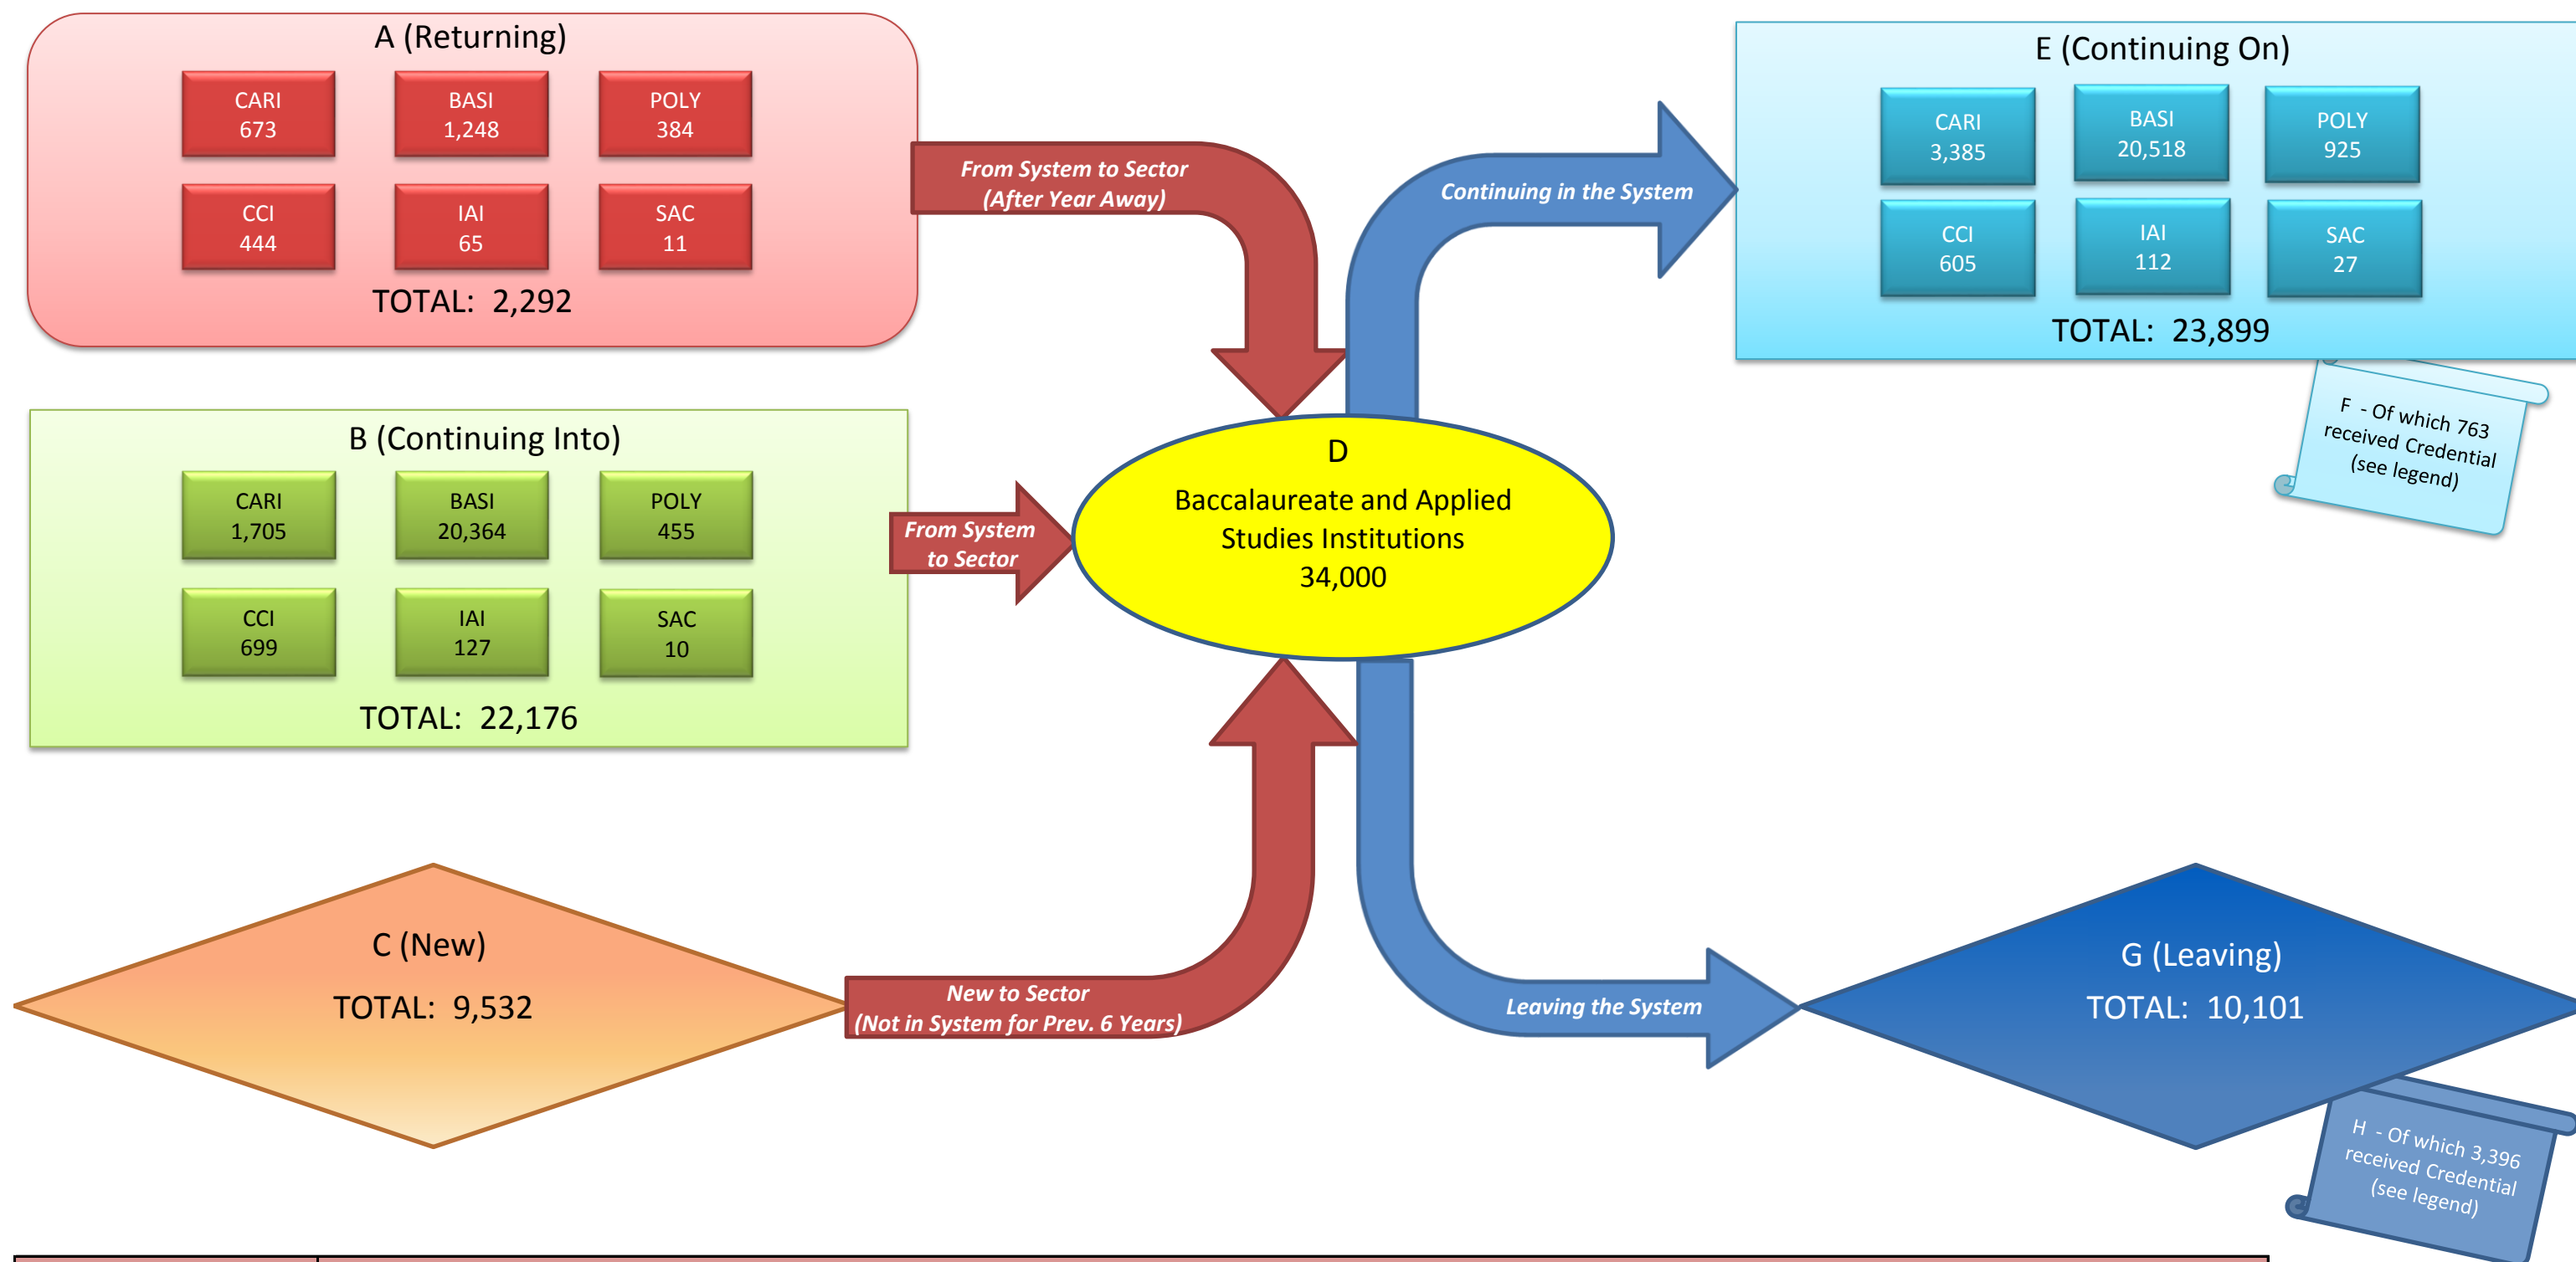 A (Returning)
CARI
673
BASI
1,248
POLY
384
CCI
444
IAI
65
SAC
11
TOTAL: 2,292
From System to Sector
(After Year Away)
Continuing in the System
E (Continuing On)
CARI
3,385
BASI
20,518
POLY
925
CCI
605
IAI
112
SAC
27
TOTAL: 23,899
F - Of which 763
received Credential
(see legend)
B (Continuing Into)
CARI
1,705
BASI
20,364
POLY
455
CCI
699
IAI
127
SAC
10
TOTAL: 22,176
From System
to Sector
D
Baccalaureate and Applied
Studies Institutions
34,000
C (New)
TOTAL: 9,532
New to Sector
(Not in System for Prev. 6 Years)
Leaving the System
G (Leaving)
TOTAL: 10,101
H - Of which 3,396
received Credential
(see legend)